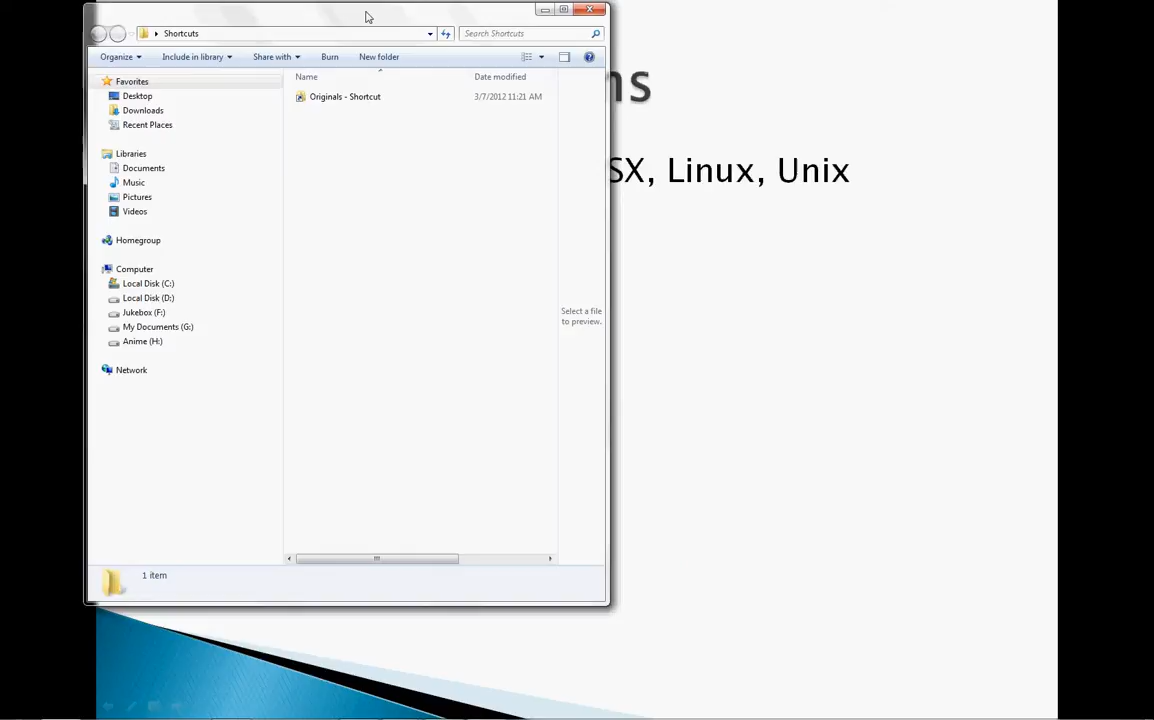 ns
Shortcuts
Search Shortcuts
Organize Include in library Share with Burn New folder
Favorites
Desktop
Downloads
Recent Places
Libraries
Documents
Music
Pictures
Videos
Homegroup
Computer
Local Disk (C:)
Local Disk (D:)
Jukebox (F:)
My Documents (G:)
Anime (H:)
Network
Name Date modified
Originals - Shortcut 3/7/2012 11:21 AM
Select a file
to preview.
1 item
SX, Linux, Unix